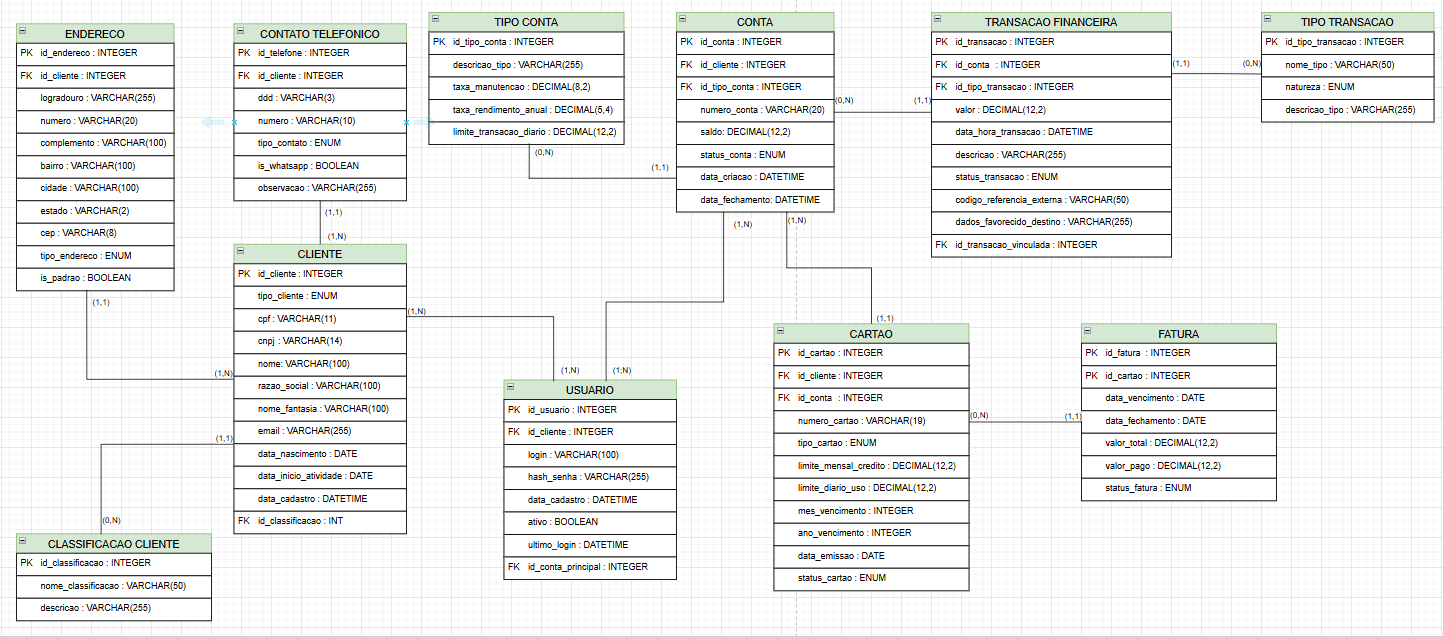 ENDERECO
PK id_endereco : INTEGER
FK id_cliente : INTEGER
logradouro : VARCHAR(255)
numero : VARCHAR(20)
complemento : VARCHAR(100)
bairro : VARCHAR(100)
cidade : VARCHAR(100)
estado : VARCHAR(2)
cep : VARCHAR(8)
tipo_endereco : ENUM
is_padrao : BOOLEAN
(1,1)
(1,N)
CONTATO TELEFONICO
PK id_telefone : INTEGER
FK id_cliente : INTEGER
ddd : VARCHAR(3)
numero : VARCHAR(10)
tipo_contato : ENUM
is_whatsapp : BOOLEAN
observacao : VARCHAR(255)
(1,1)
(1,N)
TIPO CONTA
PK id_tipo_conta : INTEGER
descricao_tipo : VARCHAR(255)
taxa_manutencao : DECIMAL(8,2)
taxa_rendimento_anual : DECIMAL(5,4)
limite_transacao_diario : DECIMAL(12,2)
(0,N)
(1,1)
CONTA
PK id_conta : INTEGER
FK id_cliente : INTEGER
FK id_tipo_conta : INTEGER
numero_conta : VARCHAR(20)
saldo: DECIMAL(12,2)
status_conta : ENUM
data_criacao : DATETIME
data_fechamento: DATETIME
(0,N)
(1,1)
(1,N)
(1,N)
TRANSACAO FINANCEIRA
PK id_transacao : INTEGER
FK id_conta : INTEGER
FK id_tipo_transacao : INTEGER
valor : DECIMAL(12,2)
data_hora_transacao : DATETIME
descricao : VARCHAR(255)
status_transacao : ENUM
codigo_referencia_externa : VARCHAR(50)
dados_favorecido_destino : VARCHAR(255)
FK id_transacao_vinculada : INTEGER
(1,1)
(0,N)
TIPO TRANSACAO
PK id_tipo_transacao : INTEGER
nome_tipo : VARCHAR(50)
natureza : ENUM
descricao_tipo : VARCHAR(255)
CLIENTE
PK id_cliente : INTEGER
tipo_cliente : ENUM
cpf : VARCHAR(11)
cnpj : VARCHAR(14)
nome: VARCHAR(100)
razao_social : VARCHAR(100)
nome_fantasia : VARCHAR(100)
email : VARCHAR(255)
data_nascimento : DATE
data_inicio_atividade : DATE
data_cadastro : DATETIME
FK id_classificacao : INT
(1,N)
(1,N)
(1;N)
(1,1)
(0,N)
CLASSIFICACAO CLIENTE
PK id_classificacao : INTEGER
nome_classificacao : VARCHAR(50)
descricao : VARCHAR(255)
USUARIO
PK id_usuario : INTEGER
FK id_cliente : INTEGER
login : VARCHAR(100)
hash_senha : VARCHAR(255)
data_cadastro : DATETIME
ativo : BOOLEAN
ultimo_login : DATETIME
FK id_conta_principal : INTEGER
(1,1)
CARTAO
PK id_cartao : INTEGER
FK id_cliente : INTEGER
FK id_conta : INTEGER
numero_cartao : VARCHAR(19)
tipo_cartao : ENUM
limite_mensal_credito : DECIMAL(12,2)
limite_diario_uso : DECIMAL(12,2)
mes_vencimento : INTEGER
ano_vencimento : INTEGER
data_emissao : DATE
status_cartao : ENUM
(0,N)
(1,1)
FATURA
PK id_fatura : INTEGER
PK id_cartao : INTEGER
data_vencimento : DATE
data_fechamento : DATE
valor_total : DECIMAL(12,2)
valor_pago : DECIMAL(12,2)
status_fatura : ENUM